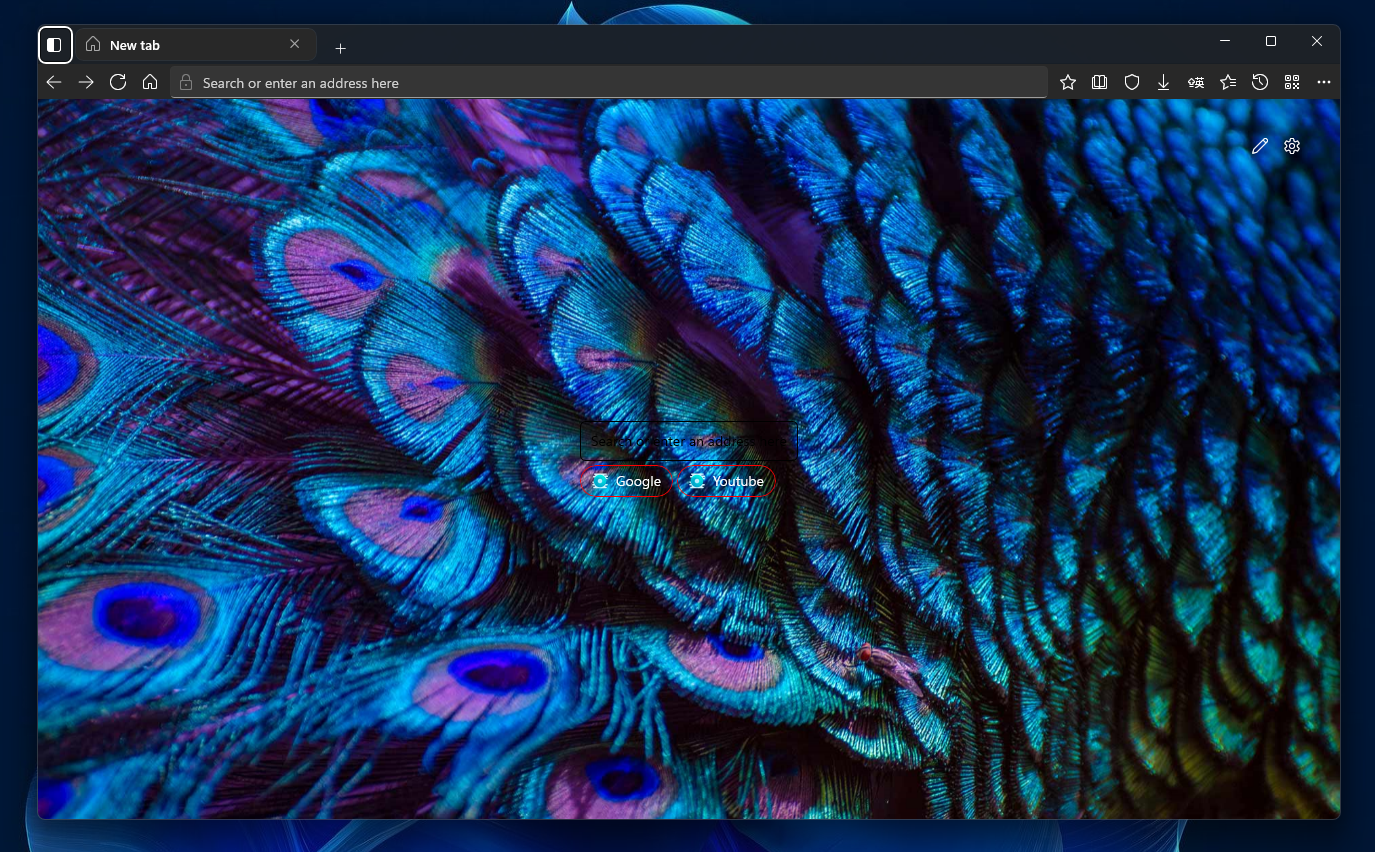 New tab
Search or enter an address here
Search or enter an address here
Google
Youtube